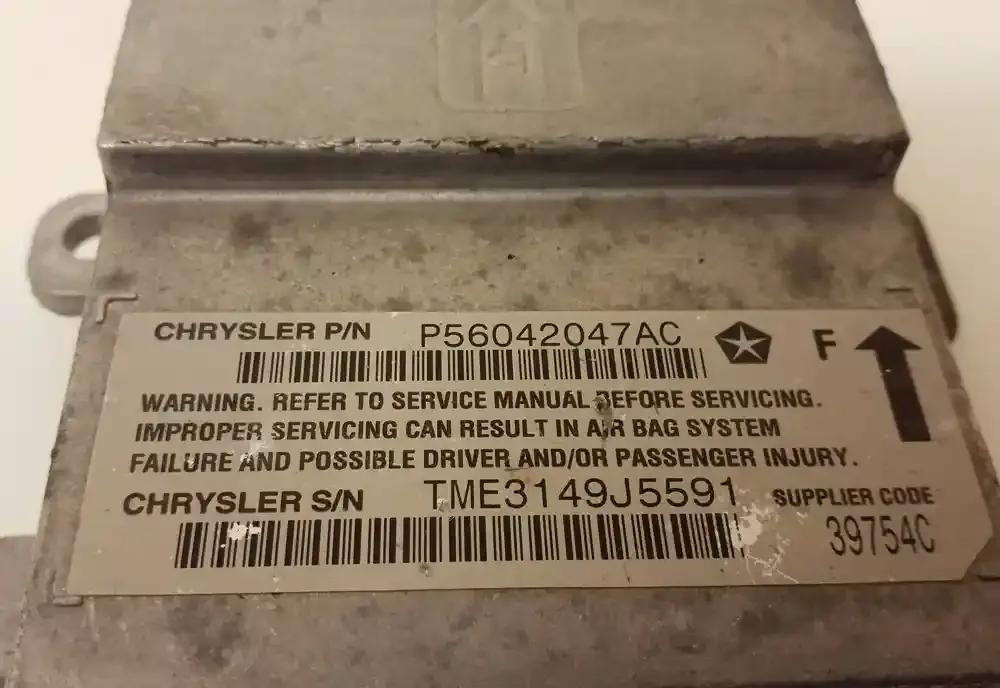 CHRYSLER P/N P56042047AC F
WARNING. REFER TO SERVICE MANUAL BEFORE SERVICING.
IMPROPER SERVICING CAN RESULT IN AIR BAG SYSTEM
FAILURE AND POSSIBLE DRIVER AND/OR PASSENGER INJURY.
CHRYSLER S/N TME3149J5591 SUPPLIER CODE
39754C